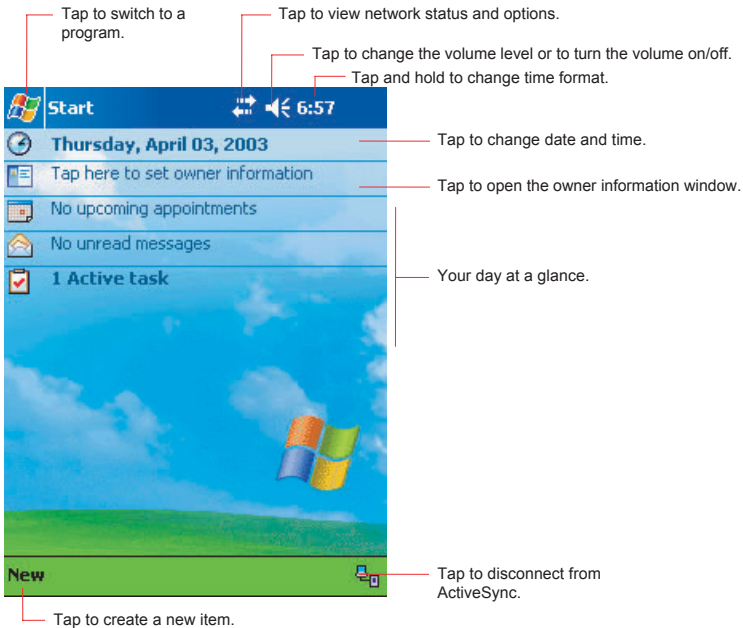 Tap to switch to a
program.
Tap to view network status and options.
Tap to change the volume level or to turn the volume on/off.
Tap and hold to change time format.
Start 6:57
Thursday, April 03, 2003
Tap to change date and time.
Tap here to set owner information
Tap to open the owner information window.
No upcoming appointments
No unread messages
Your day at a glance.
1 Active task
New
Tap to disconnect from
ActiveSync.
Tap to create a new item.